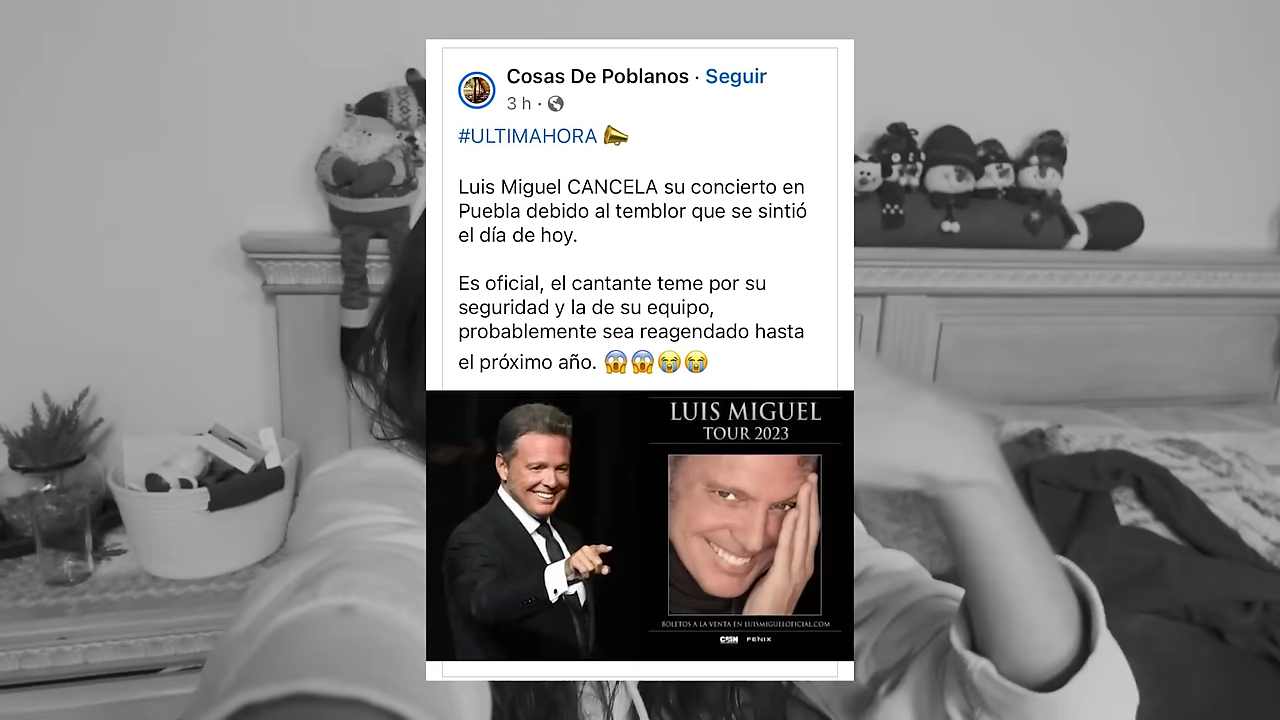 Cosas De Poblanos · Seguir
3 h ·
#ULTIMAHORA
Luis Miguel CANCELA su concierto en
Puebla debido al temblor que se sintió
el día de hoy.
Es oficial, el cantante teme por su
seguridad y la de su equipo,
probablemente sea reagendado hasta
el próximo año. 😱😱😭😭
LUIS MIGUEL
TOUR 2023
BOLETOS A LA VENTA EN LUISMIGUELOFICIAL.COM
CMN FENIX